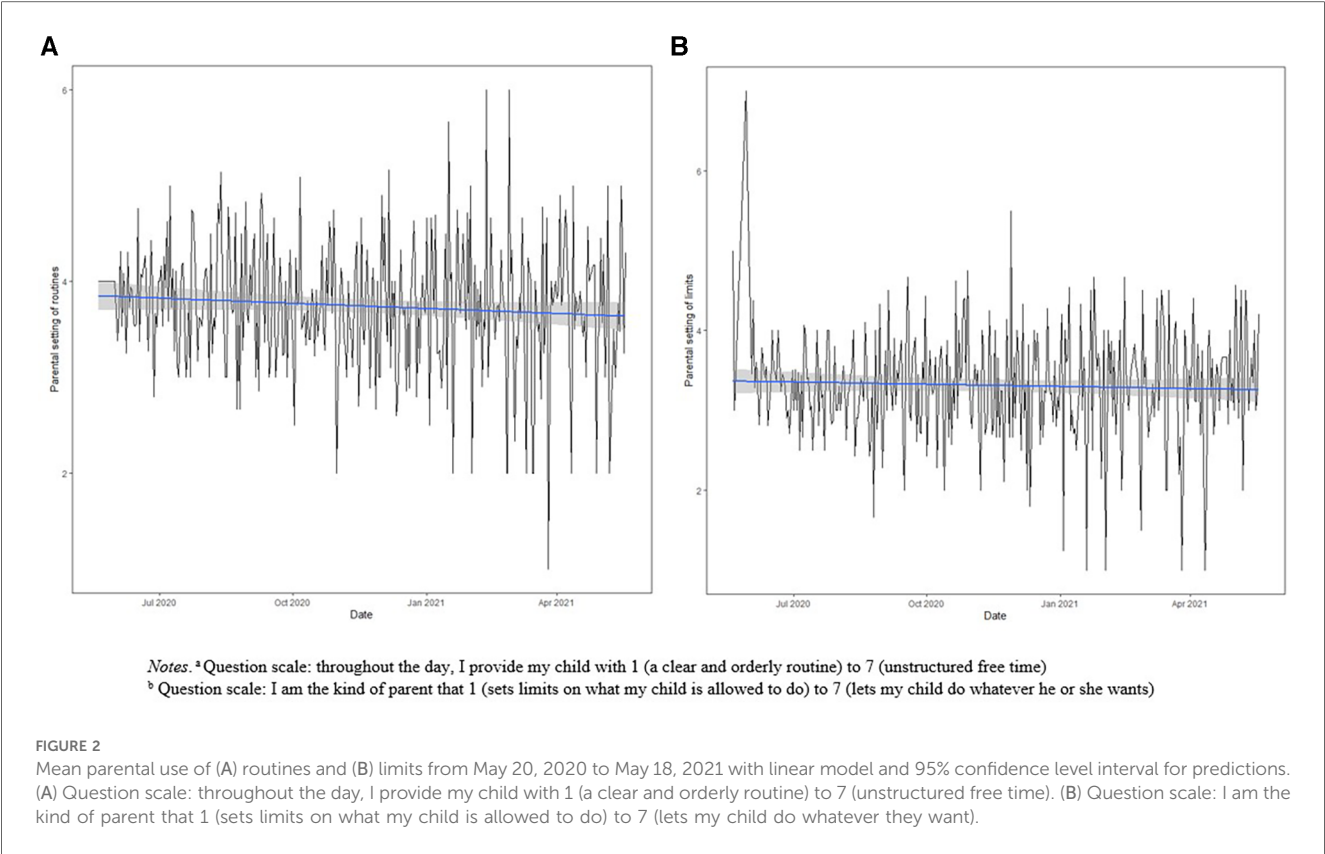 A
B
6
4
2
Parental setting of routines
Jul 2020
Oct 2020
Jan 2021
Apr 2021
Date
6
4
2
Parental setting of limits
Jul 2020
Oct 2020
Jan 2021
Apr 2021
Date
Notes. a Question scale: throughout the day, I provide my child with 1 (a clear and orderly routine) to 7 (unstructured free time)
b Question scale: I am the kind of parent that 1 (sets limits on what my child is allowed to do) to 7 (lets my child do whatever he or she wants)
FIGURE 2
Mean parental use of (A) routines and (B) limits from May 20, 2020 to May 18, 2021 with linear model and 95% confidence level interval for predictions.
(A) Question scale: throughout the day, I provide my child with 1 (a clear and orderly routine) to 7 (unstructured free time). (B) Question scale: I am the
kind of parent that 1 (sets limits on what my child is allowed to do) to 7 (lets my child do whatever they want).